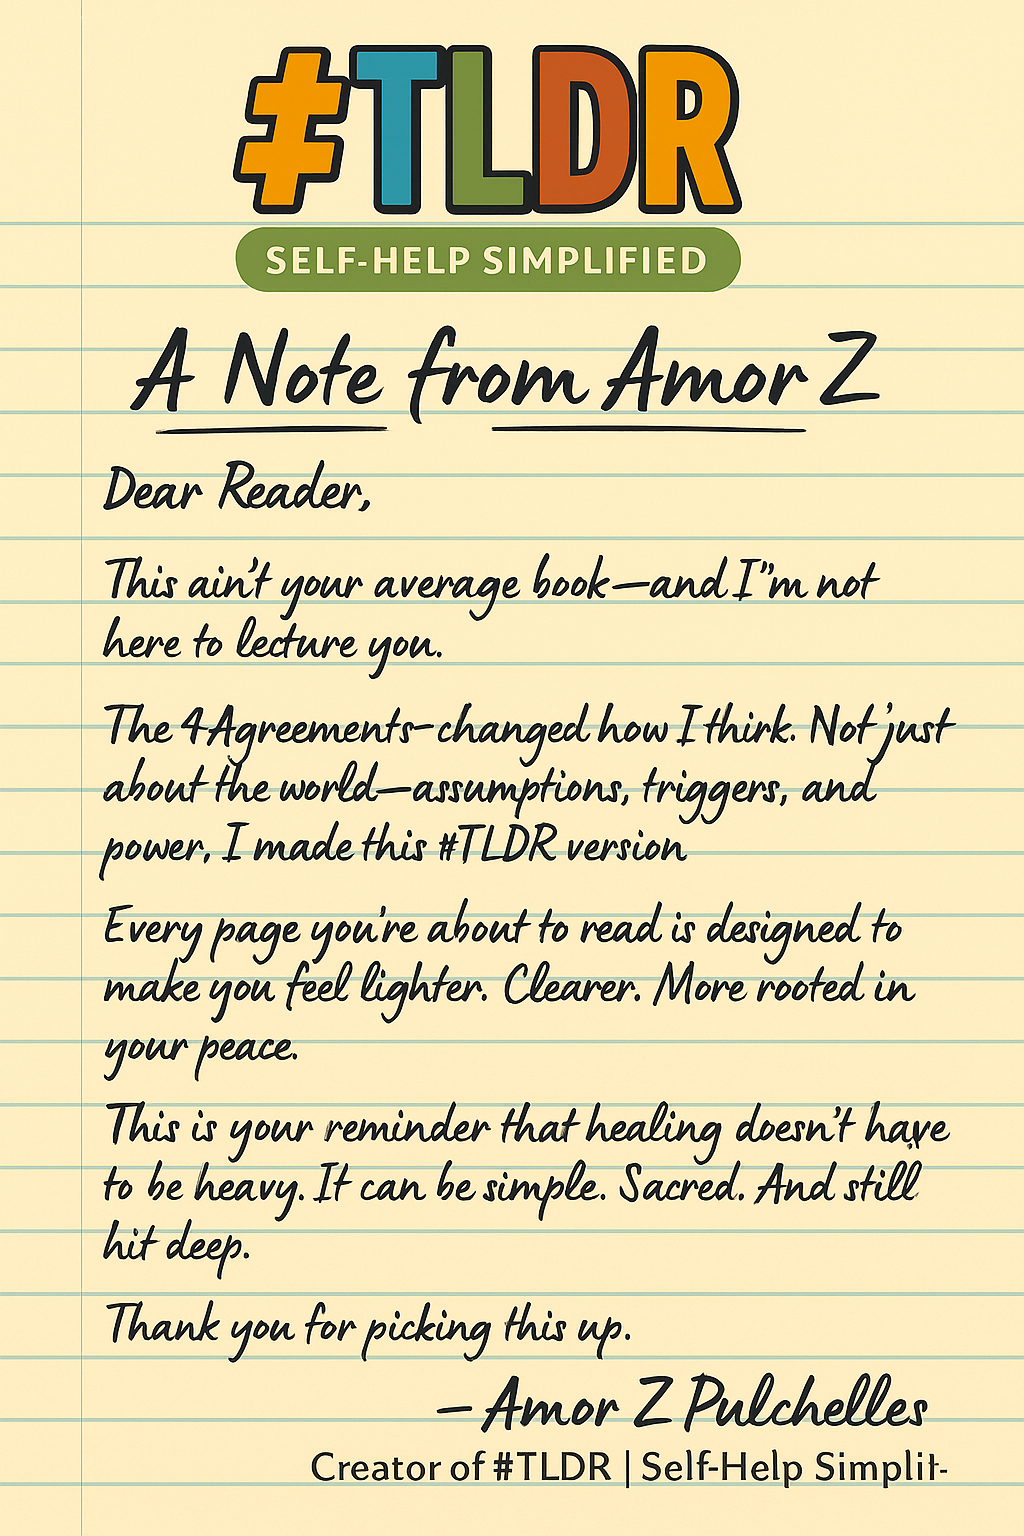 #TLDR
SELF-HELP SIMPLIFIED
A Note from Amor Z
Dear Reader,
This ain't your average book—and I"m not
here to lecture you.
The 4 Agreements–changed how I thirk. Not'just
about the world—assumptions, triggers, and
power, I made this #TLDR version
Every page you're about to read is designed to
make you feel lighter. Clearer. More rooted in
your peace.
This is your reminder that healing doesn't have
to be heavy. It can be simple. Sacred. And still
hit deep.
Thank you for picking this up.
– Amor Z Pulchelles
Creator of #TLDR | Self-Help Simplit-